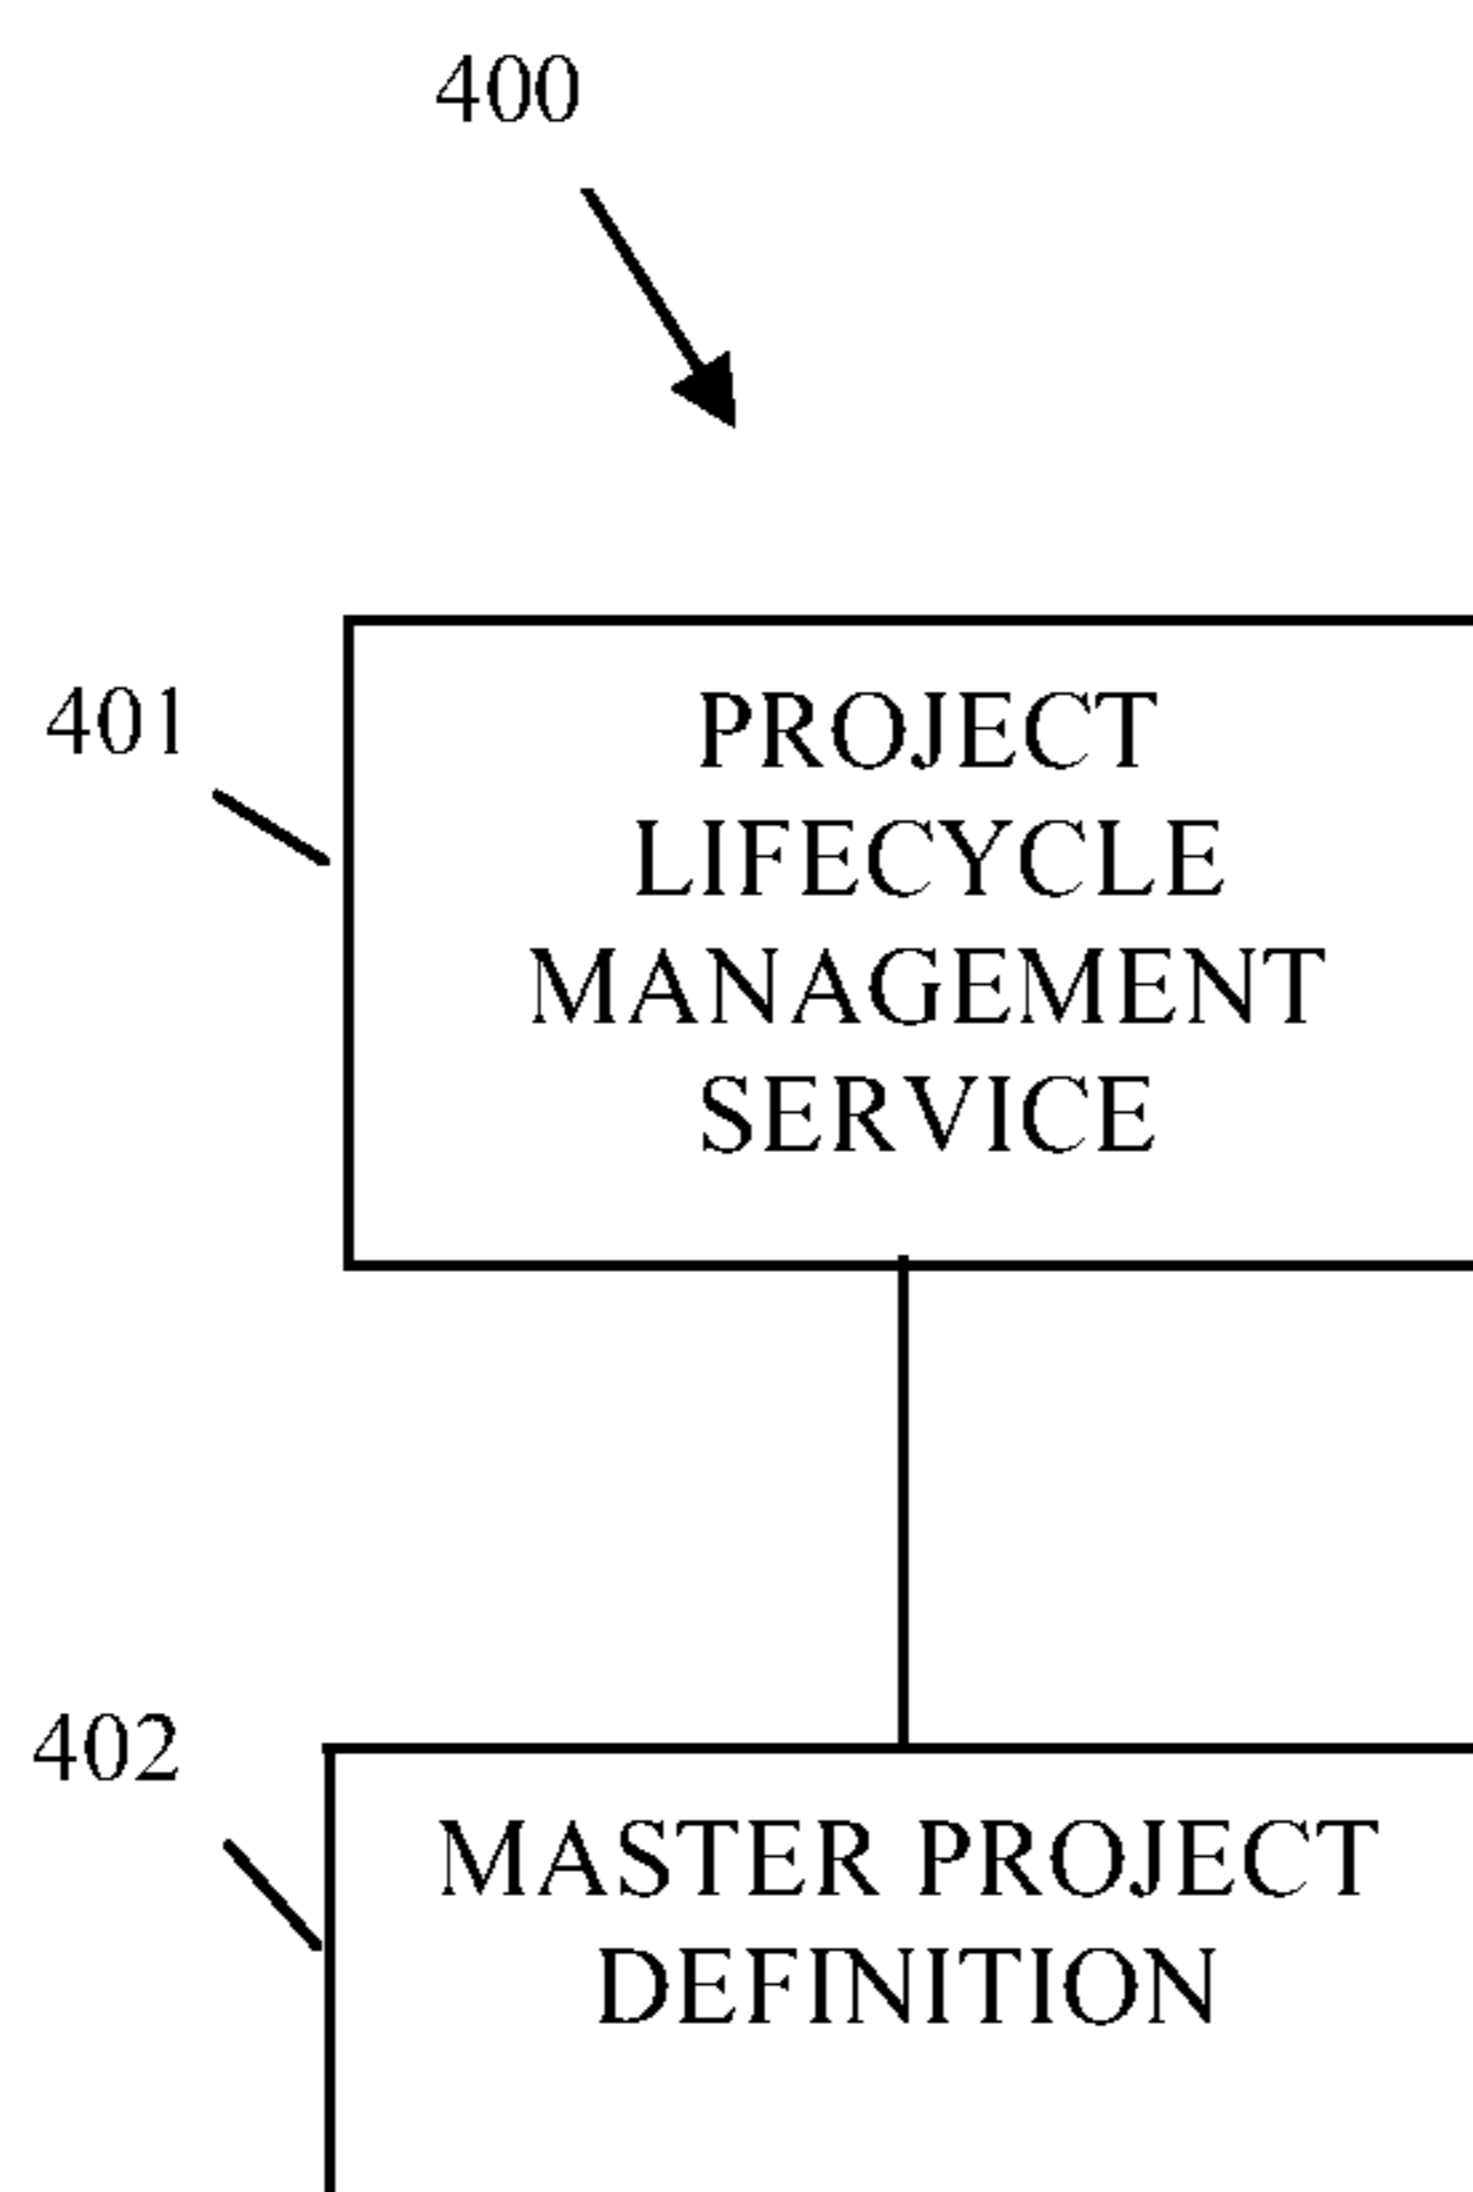 400
401
PROJECT
LIFECYCLE
MANAGEMENT
SERVICE
402
MASTER PROJECT
DEFINITION